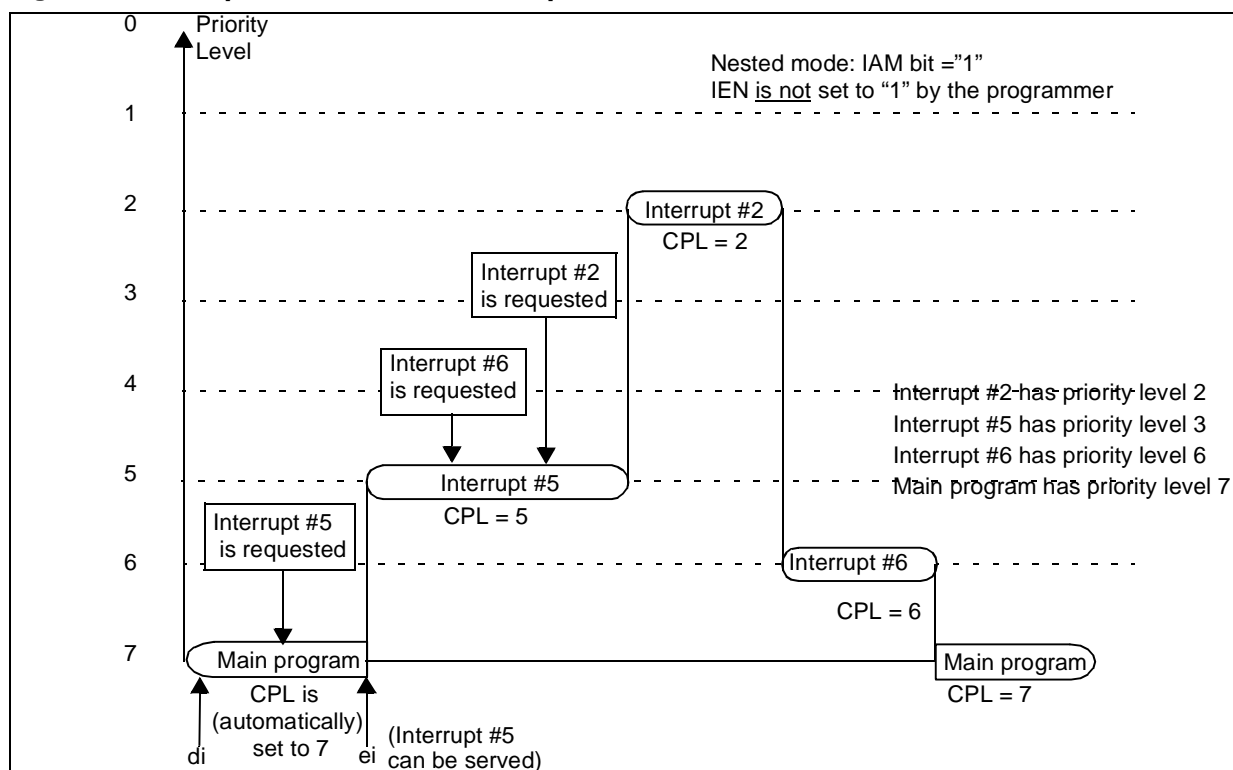 0
Priority
Level
Nested mode: IAM bit =”1”
IEN is not set to “1” by the programmer
1
2
Interrupt #2
CPL = 2
Interrupt #2
is requested
3
Interrupt #6
is requested
4
Interrupt #2 has priority level 2
Interrupt #5 has priority level 3
Interrupt #6 has priority level 6
Main program has priority level 7
5
Interrupt #5
CPL = 5
Interrupt #5
is requested
6
Interrupt #6
CPL = 6
7
Main program
Main program
CPL = 7
CPL is
(automatically)
set to 7
di
ei
(Interrupt #5
can be served)